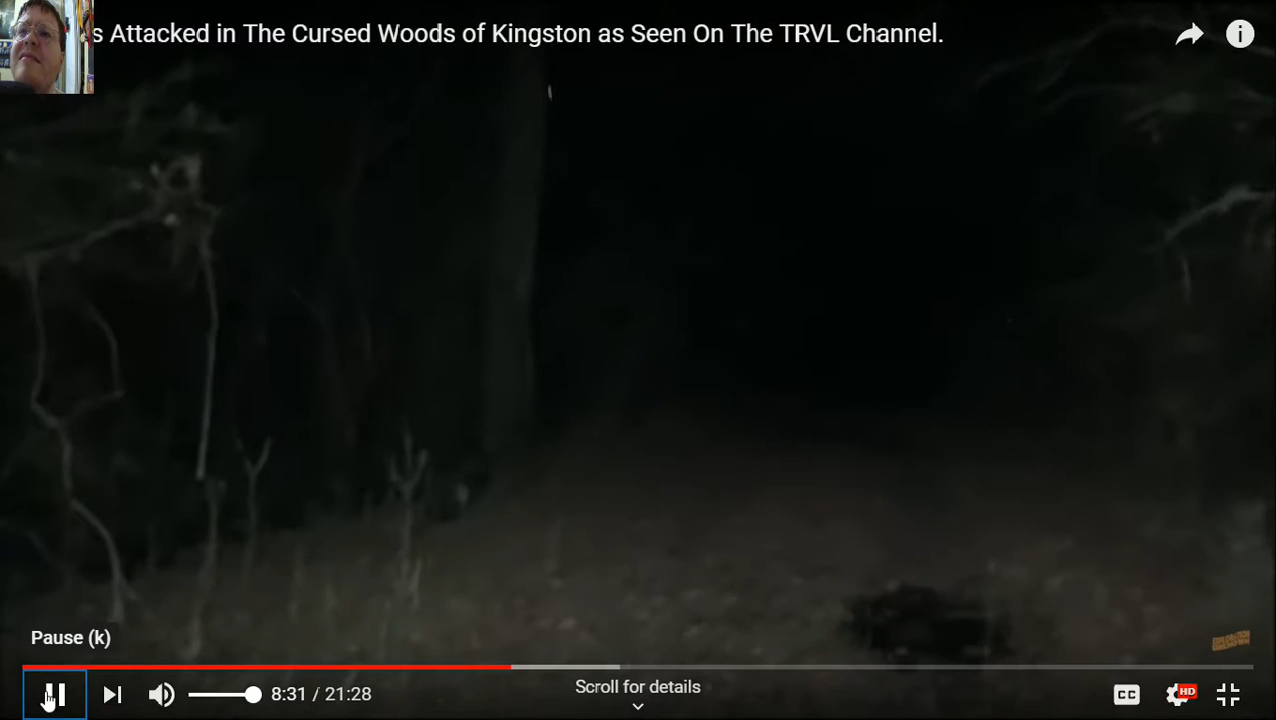 s Attacked in The Cursed Woods of Kingston as Seen On The TRVL Channel.
Pause (k)
8:31 / 21:28
Scroll for details
CC
HD